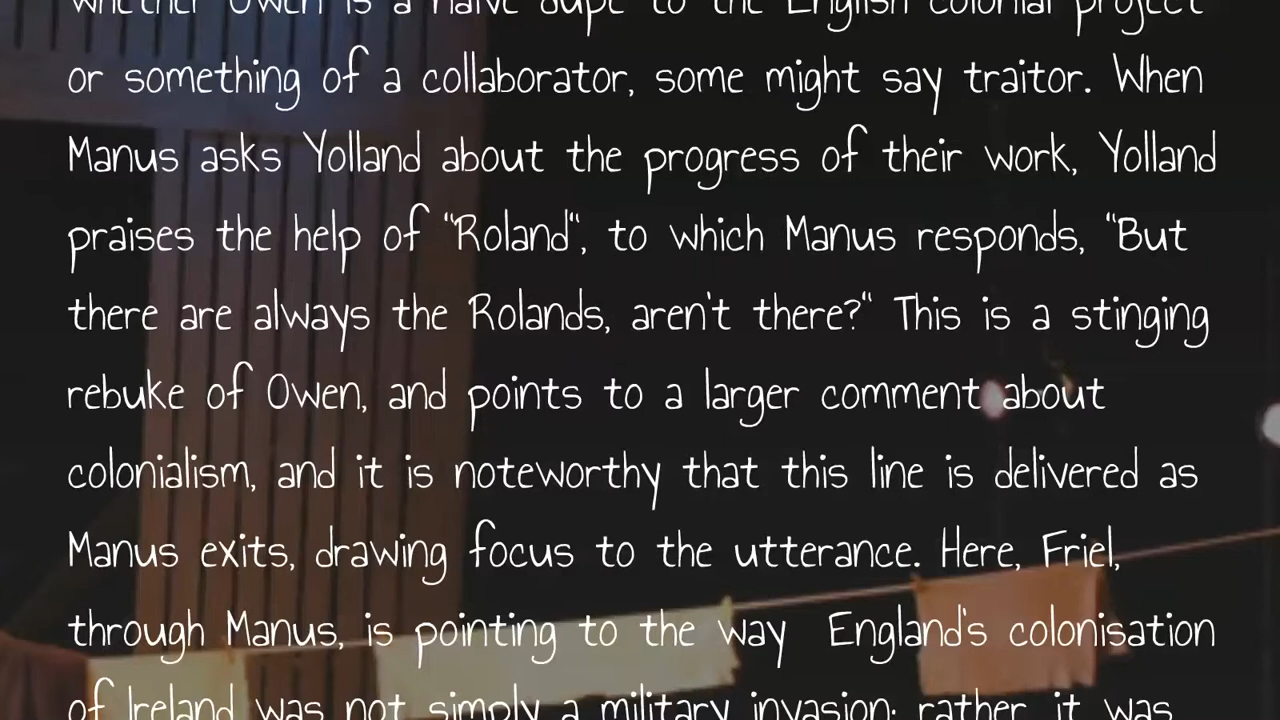 whether Owen is a naive dupe to the English colonial project
or something of a collaborator, some might say traitor. When
Manus asks Yolland about the progress of their work, Yolland
praises the help of "Roland", to which Manus responds, "But
there are always the Rolands, aren't there?" This is a stinging
rebuke of Owen, and points to a larger comment about
colonialism, and it is noteworthy that this line is delivered as
Manus exits, drawing focus to the utterance. Here, Friel,
through Manus, is pointing to the way England's colonisation
of Ireland was not simply a military invasion; rather, it was